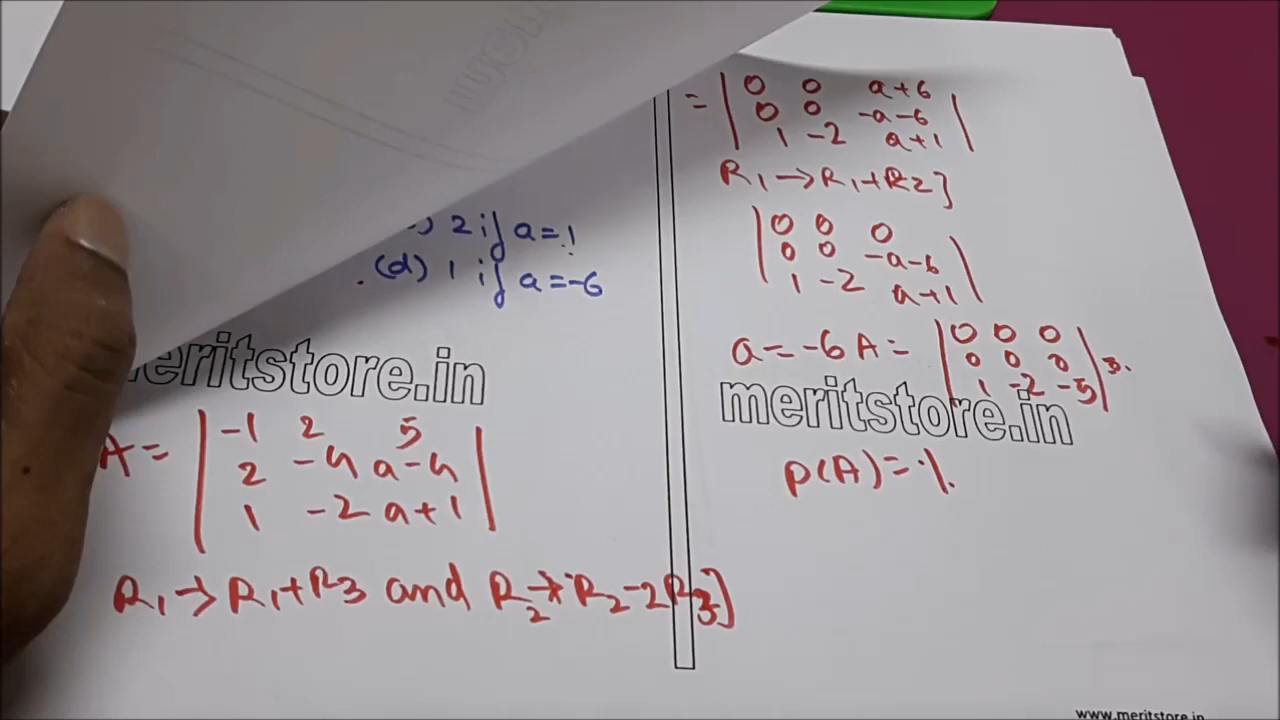 2 if a=1
(d) 1 if a=-6
meritstore.in
A = | -1 2 5 |
| 2 -4 a-4 |
| 1 -2 a+1 |
R1 → R1+R3 and R2 → R2-2R3]
= | 0 0 a+6 |
| 0 0 -a-6 |
| 1 -2 a+1 |
R1 → R1+R2]
| 0 0 0 |
| 0 0 -a-6 |
| 1 -2 a+1 |
a=-6 A= | 0 0 0 |
| 0 0 0 |
| 1 -2 -5 |
meritstore.in
P(A)=1.
www.meritstore.in